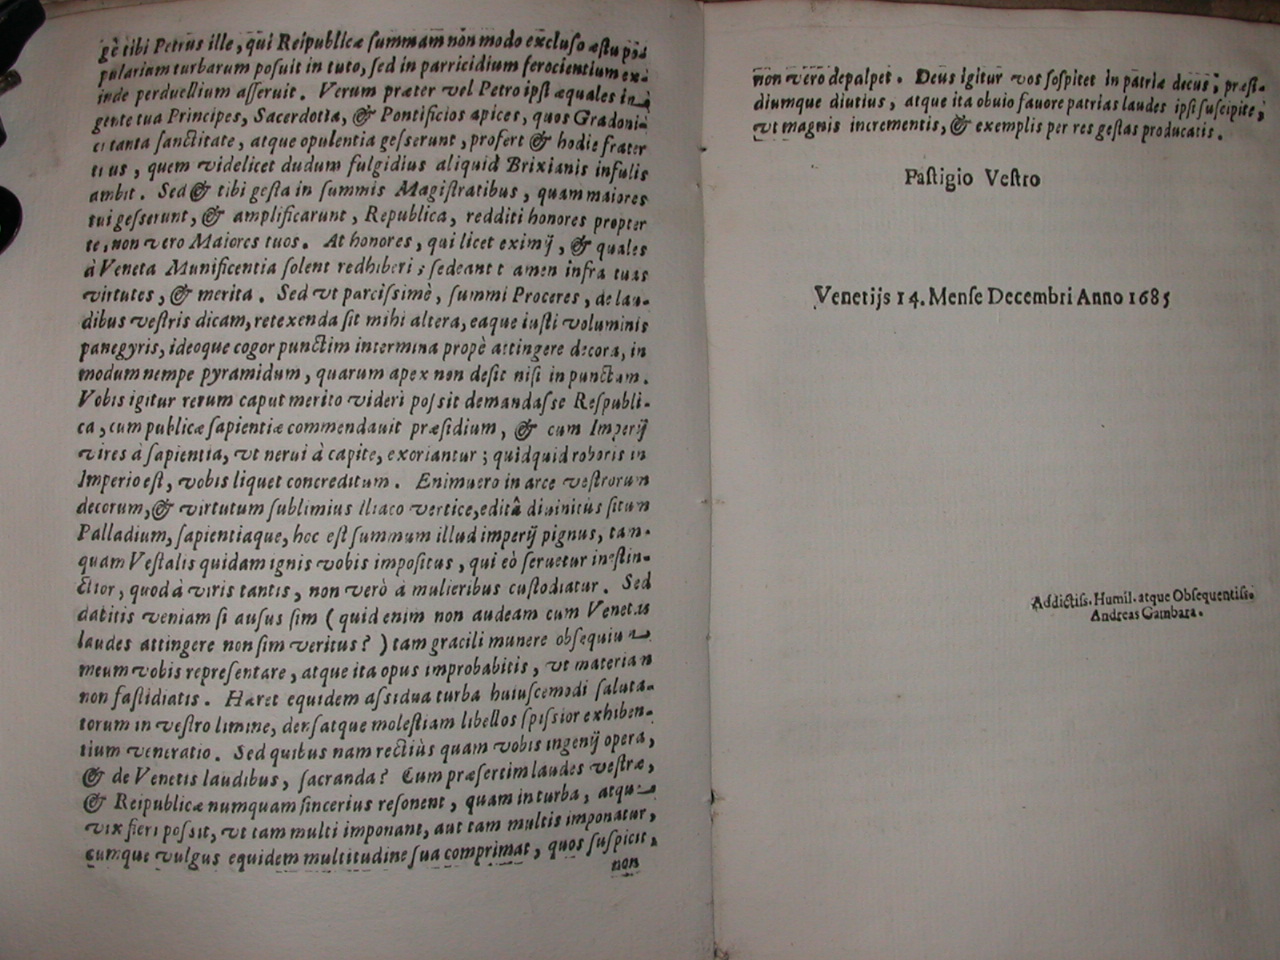 gè tibi Petrus ille, qui Reipublicæ summam non modo excluso æstu po-
pularium turbarum posuit in tuto, sed in parricidium ferocientium ex-
inde perduellium asseruit. Verum præter vel Petro ipsi æquales in-
gente tua Principes, Sacerdotia, & Pontificios apices, quos Gradoni-
ci tanta sanctitate, atque opulentia gesserunt, profert & hodie frater
tuus, quem videlicet dudum fulgidius aliquid Brixianis infulis
ambit. Sed & tibi gesta in summis Magistratibus, quam maiores
tui gesserunt, & amplificarunt, Republica, redditi honores propter
te, non vero Maiores tuos. At honores, qui licet eximij, & quales
à Veneta Munificentia solent redhiberi; sedeant tamen infra tuas
virtutes, & merita. Sed vt parcissimè, summi Proceres, de lau-
dibus vestris dicam, retexenda sit mihi altera, eaque iusti voluminis
panegyris, ideoque cogor punctim intermina propè attingere decora, in
modum nempe pyramidum, quarum apex non desit nisi in punctum.
Vobis igitur rerum caput merito videri possit demandasse Respubli-
ca, cum publicæ sapientiæ commendauit præsidium, & cum Imperij
vires à sapientia, vt nerui à capite, exoriantur; quidquid roboris in
Imperio est, vobis liquet concreditum. Enimuero in arce vestrorum
decorum, & virtutum sublimius Iliaco vertice, editâ diuinitùs situm
Palladium, sapientiaque, hoc est summum illud imperij pignus, tan-
quam Vestalis quidam ignis vobis impositus, qui eò seruetur inestin-
ctior, quod à viris tantis, non verò à mulieribus custodiatur. Sed
datitis veniam si ausus sim (quid enim non audeam cum Venetas
laudes attingere non sim veritus?) tam gracili munere obsequium
meum vobis repræsentare, atque ita opus improbabitis, vt materiam
non fastidiatis. Hæret equidem assidua turba huiuscemodi saluta-
torum in vestro limine, densatque molestiam libellos spissior exhiben-
tium veneratio. Sed quibus nam rectiùs quam vobis ingenij opera,
& de Venetis laudibus, sacranda? Cum præsertim laudes vestræ,
& Reipublicæ numquam sincerius resonent, quam in turba, atque
vix fieri possit, vt tam multi imponant, aut tam multis imponatur,
cumque vulgus equidem multitudine sua comprimat, quos suspicit,
non
non vero depalpet. Deus igitur vos sospitet in patriæ decus, præsi-
diumque diutius, atque ita obuio fauore patrias laudes ipsi suscipite,
vt magnis incrementis, & exemplis per res gestas producatis.
Pastigio Vestro
Venetijs 14. Mense Decembri Anno 1685
Addictiss. Humil. atque Obsequentiss.
Andreas Gambara.